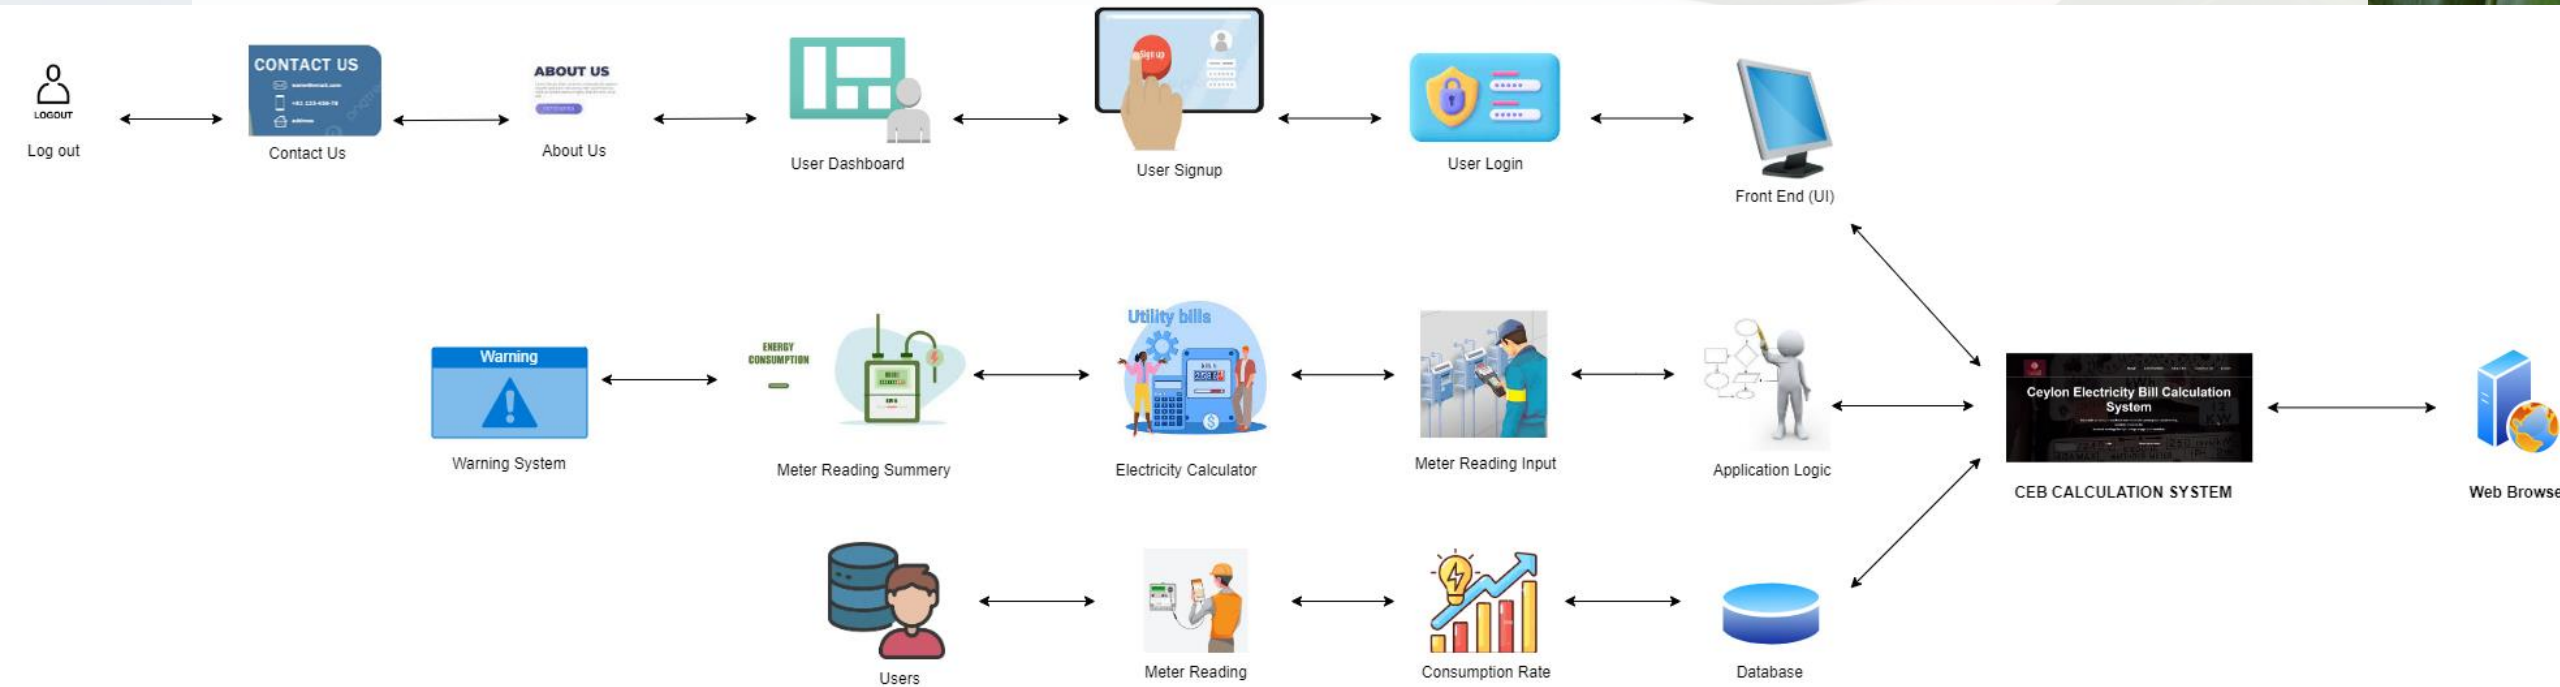 LOGOUT
Log out
CONTACT US
Contact Us
ABOUT US
About Us
User Dashboard
Sign up
User Signup
User Login
Front End (UI)
Warning
Warning System
ENERGY
CONSUMPTION
Meter Reading Summery
Utility bills
Electricity Calculator
Meter Reading Input
Application Logic
Ceylon Electricity Bill Calculation
System
CEB CALCULATION SYSTEM
Web Browse
Users
Meter Reading
Consumption Rate
Database